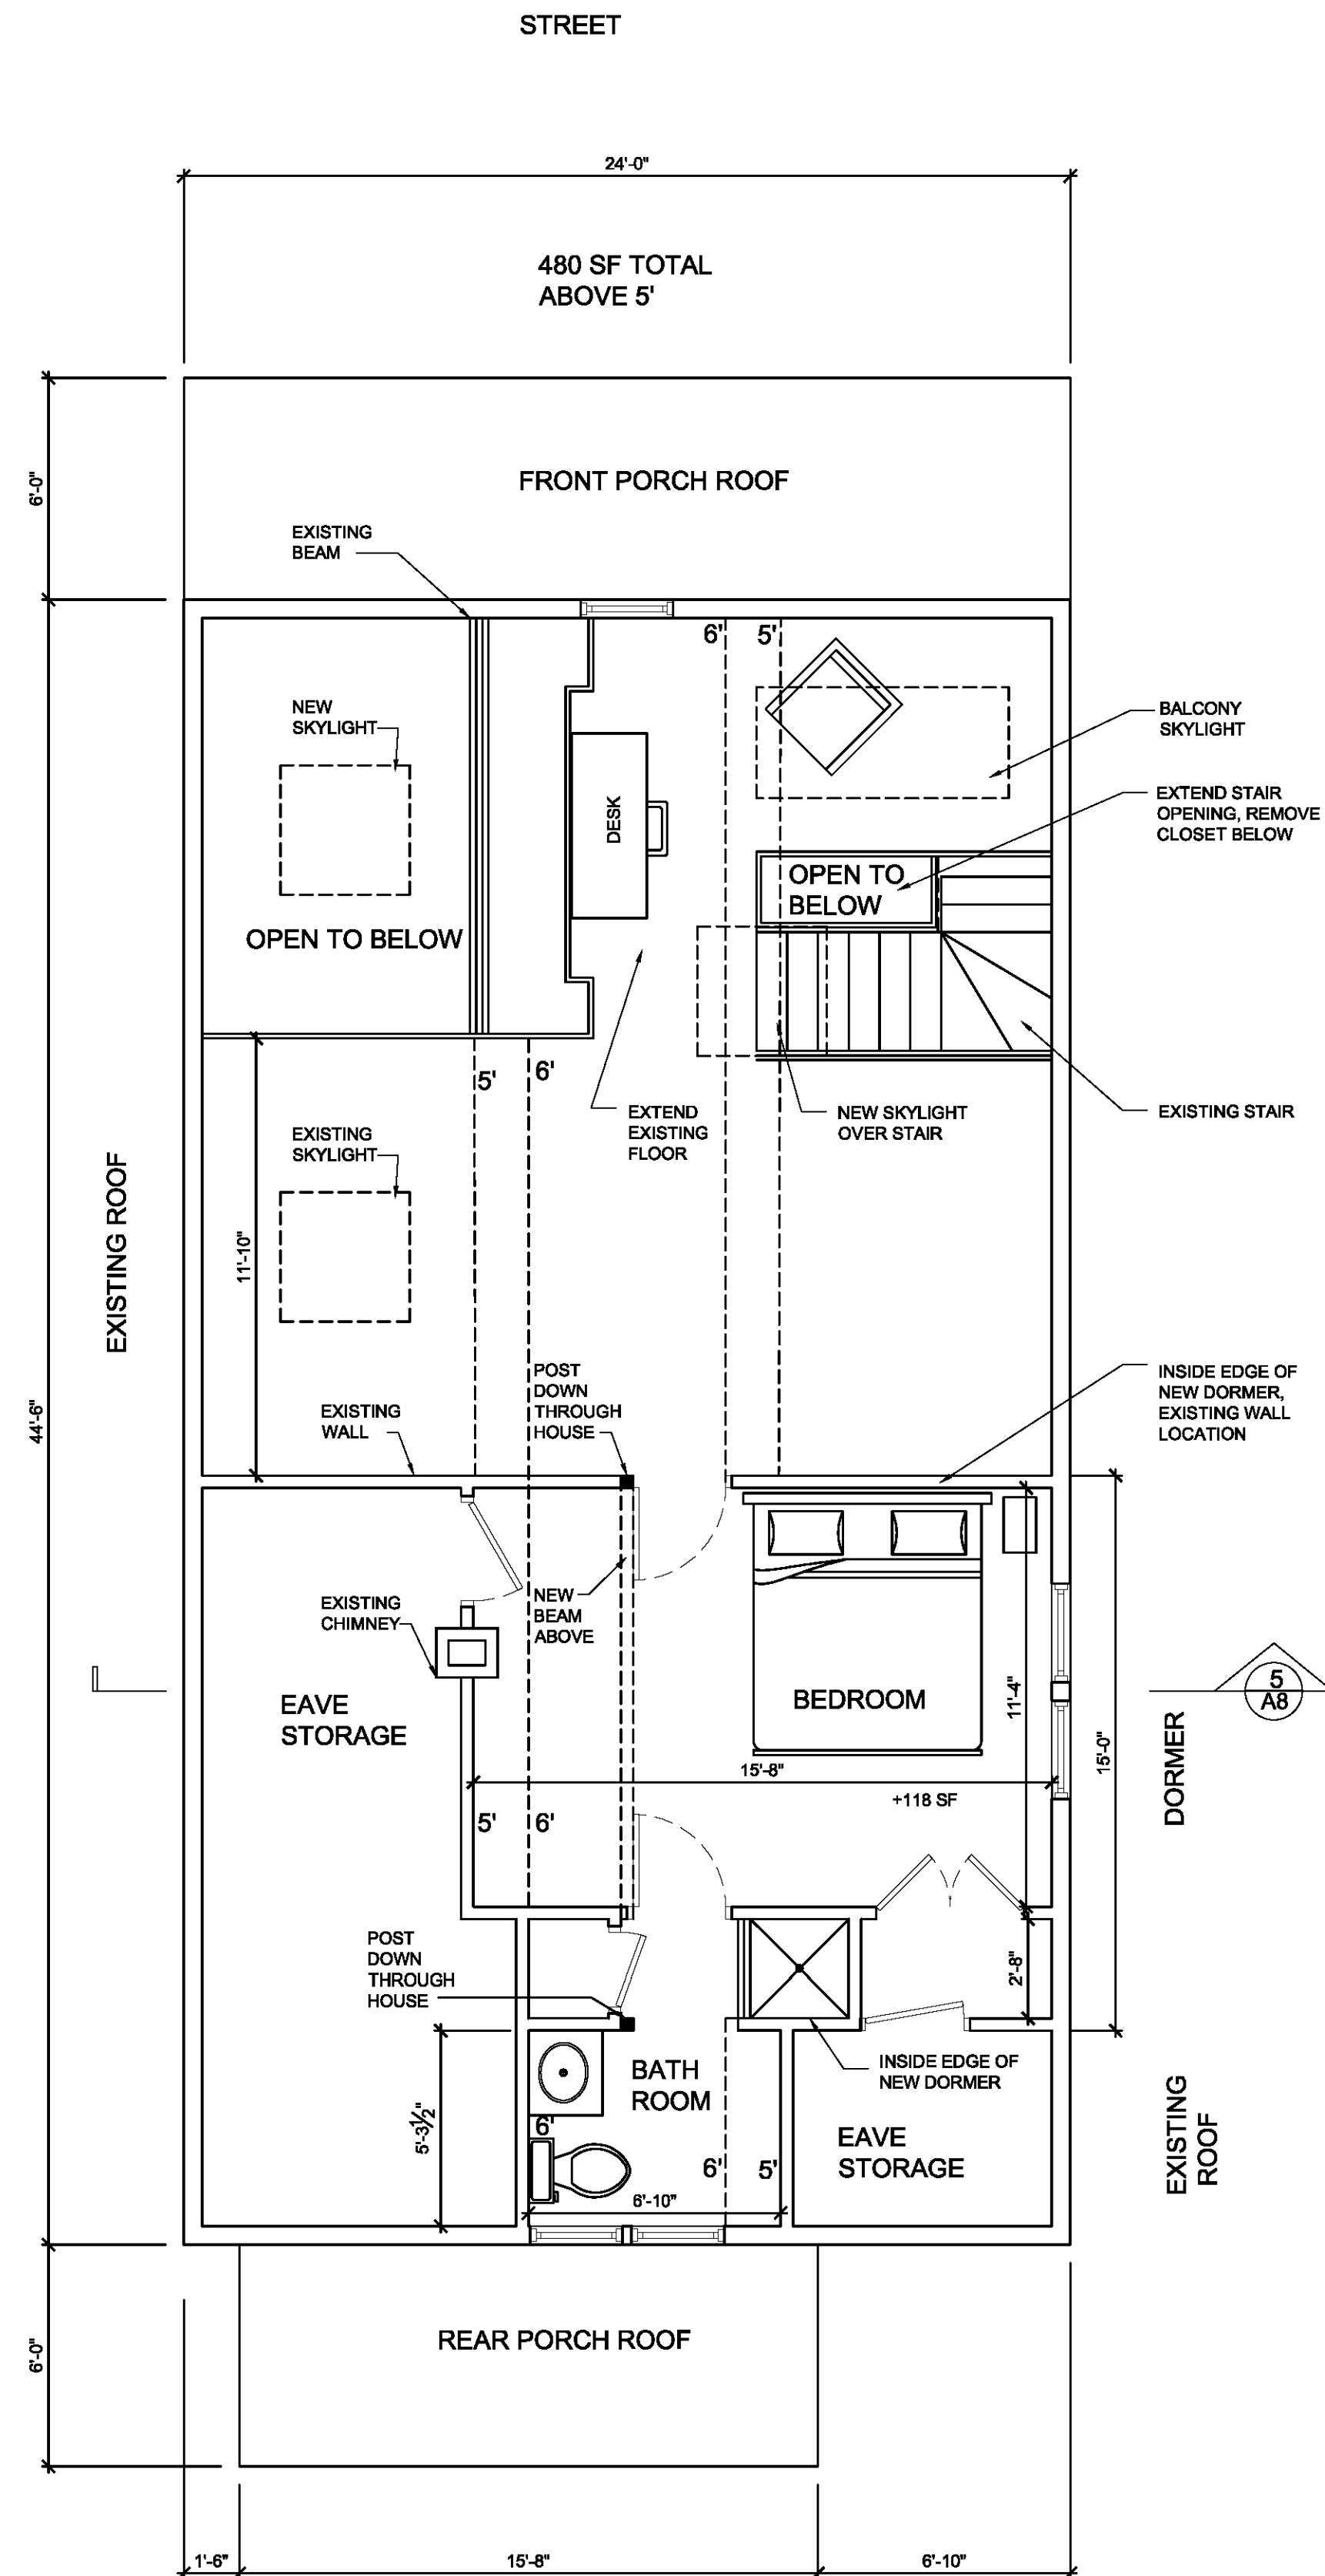 STREET
24'-0"
480 SF TOTAL
ABOVE 5'
6'-0"
FRONT PORCH ROOF
EXISTING
BEAM
6'
5'
NEW
SKYLIGHT
BALCONY
SKYLIGHT
DESK
EXTEND STAIR
OPENING, REMOVE
CLOSET BELOW
OPEN TO
BELOW
OPEN TO BELOW
5'
6'
EXTEND
EXISTING
FLOOR
NEW SKYLIGHT
OVER STAIR
EXISTING STAIR
EXISTING
SKYLIGHT
EXISTING ROOF
11'-10"
44'-6"
POST
DOWN
THROUGH
HOUSE
EXISTING
WALL
INSIDE EDGE OF
NEW DORMER,
EXISTING WALL
LOCATION
EXISTING
CHIMNEY
NEW
BEAM
ABOVE
EAVE
STORAGE
BEDROOM
11'-4"
15'-0"
DORMER
5
A8
15'-8"
+118 SF
5'
6'
POST
DOWN
THROUGH
HOUSE
2'-8"
INSIDE EDGE OF
NEW DORMER
BATH
ROOM
5'-3½"
6'
EAVE
STORAGE
EXISTING
ROOF
6'
5'
6'-10"
REAR PORCH ROOF
6'-0"
1'-6"
15'-8"
6'-10"